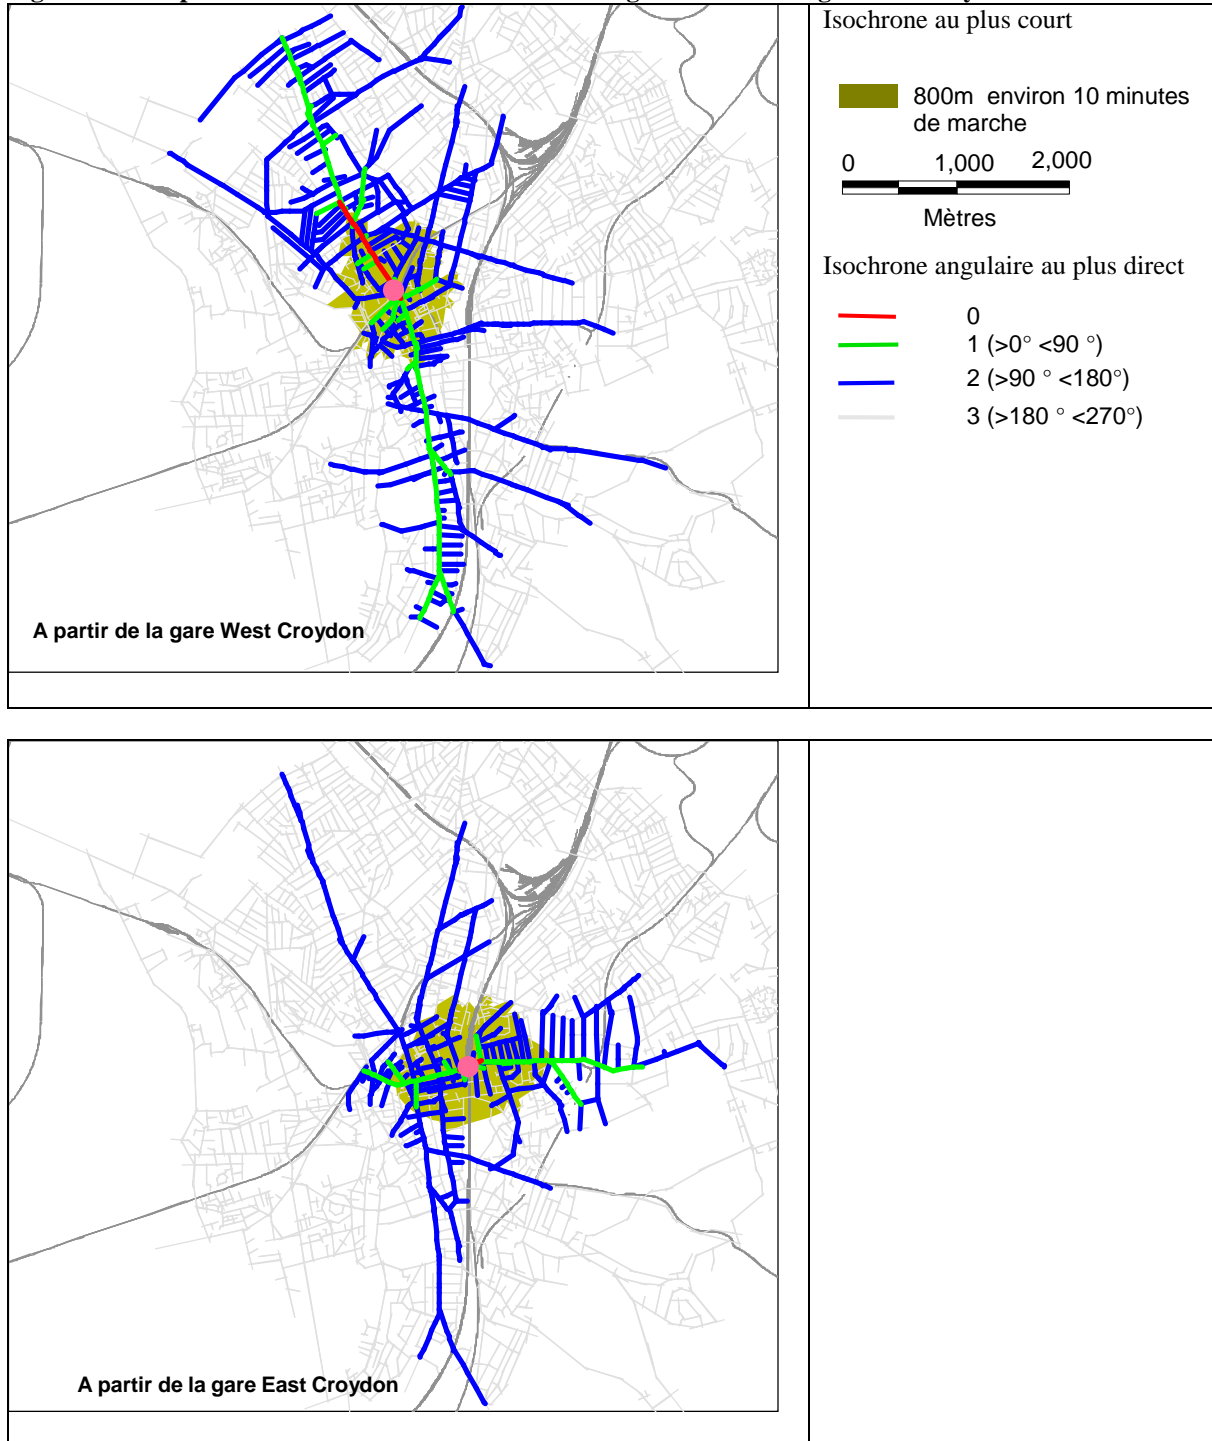 Isochrone au plus court
800m environ 10 minutes
de marche
0 1,000 2,000
Mètres
Isochrone angulaire au plus direct
0
1 (>0° <90 °)
2 (>90 ° <180°)
3 (>180 ° <270°)
A partir de la gare West Croydon
A partir de la gare East Croydon